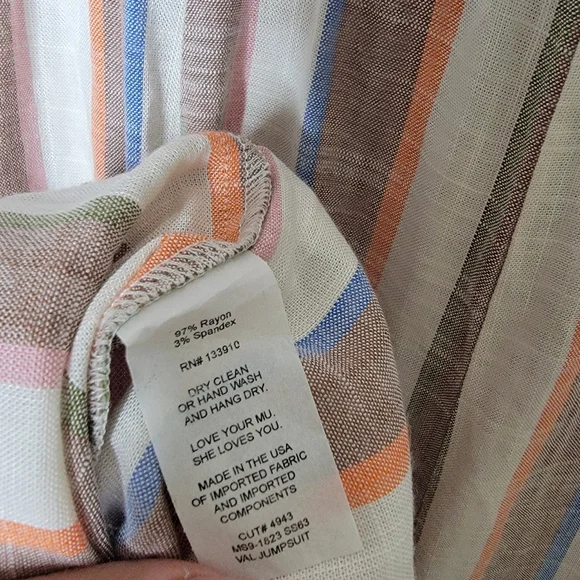 97% Rayon
3% Spandex
RN# 133910
DRY CLEAN
OR HAND WASH
AND HANG DRY.
LOVE YOUR MU.
SHE LOVES YOU.
MADE IN THE USA
OF IMPORTED FABRIC
AND IMPORTED
COMPONENTS
CUT# 4943
MS9-1823 SS63
VAL JUMPSUIT